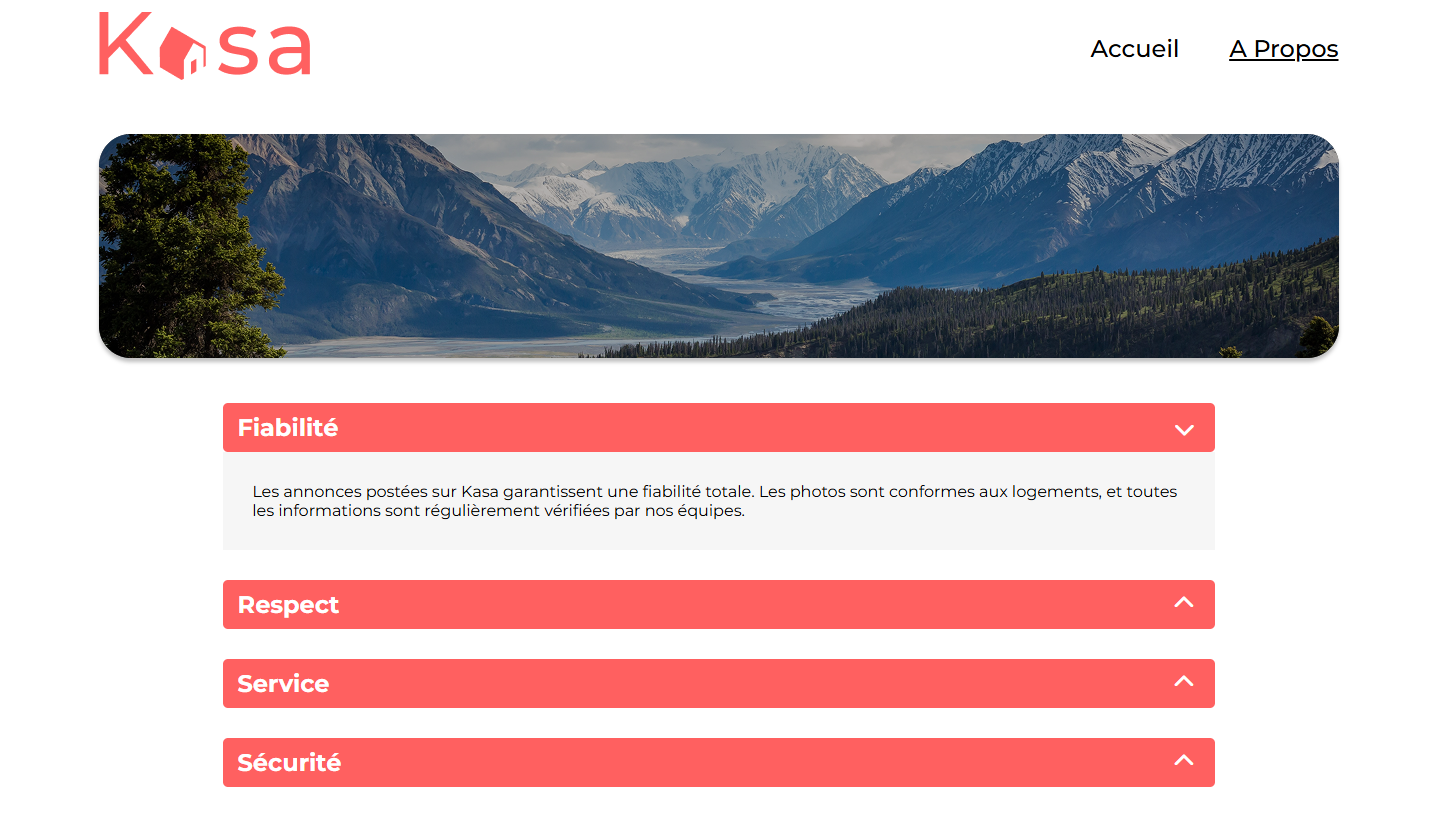 Kasa
Accueil
A Propos
Fiabilité
Les annonces postées sur Kasa garantissent une fiabilité totale. Les photos sont conformes aux logements, et toutes
les informations sont régulièrement vérifiées par nos équipes.
Respect
Service
Sécurité